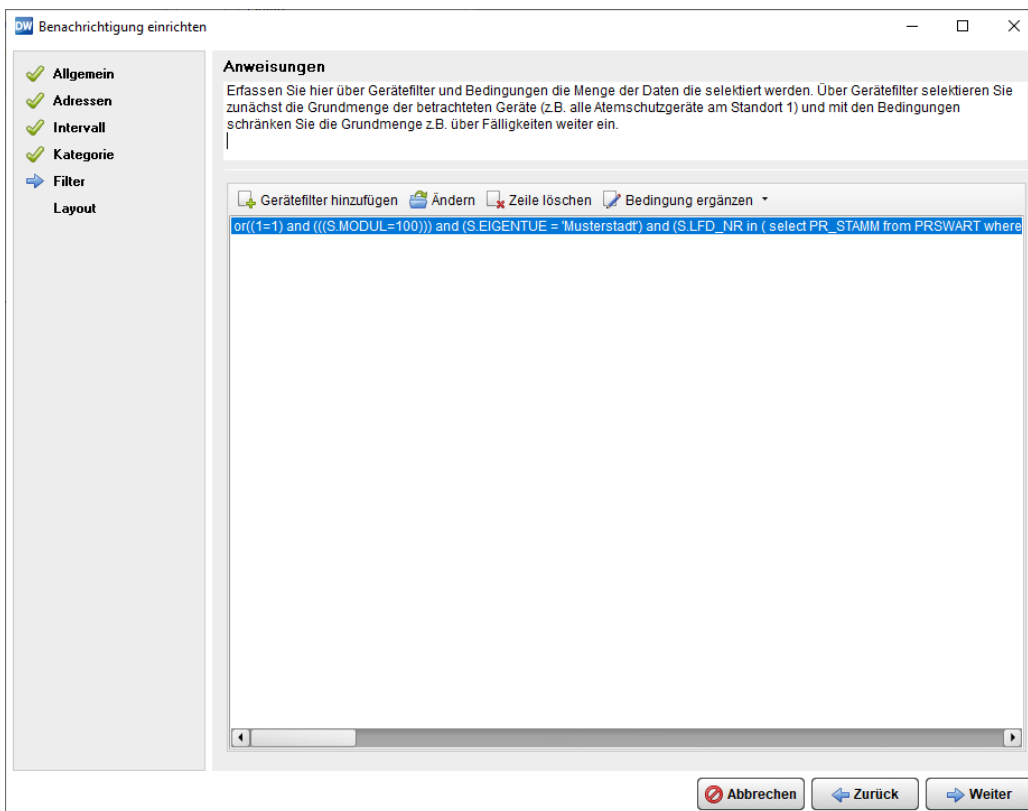 DW Benachrichtigung einrichten
Allgemein
Adressen
Intervall
Kategorie
Filter
Layout
Anweisungen
Erfassen Sie hier über Gerätefilter und Bedingungen die Menge der Daten die selektiert werden. Über Gerätefilter selektieren Sie
zunächst die Grundmenge der betrachteten Geräte (z.B. alle Atemschutzgeräte am Standort 1) und mit den Bedingungen
schränken Sie die Grundmenge z.B. über Fälligkeiten weiter ein.
Gerätefilter hinzufügen Ändern Zeile löschen Bedingung ergänzen
or((1=1) and (((S.MODUL=100))) and (S.EIGENTUE = 'Musterstadt') and (S.LFD_NR in ( select PR_STAMM from PRSWART where
Abbrechen Zurück Weiter